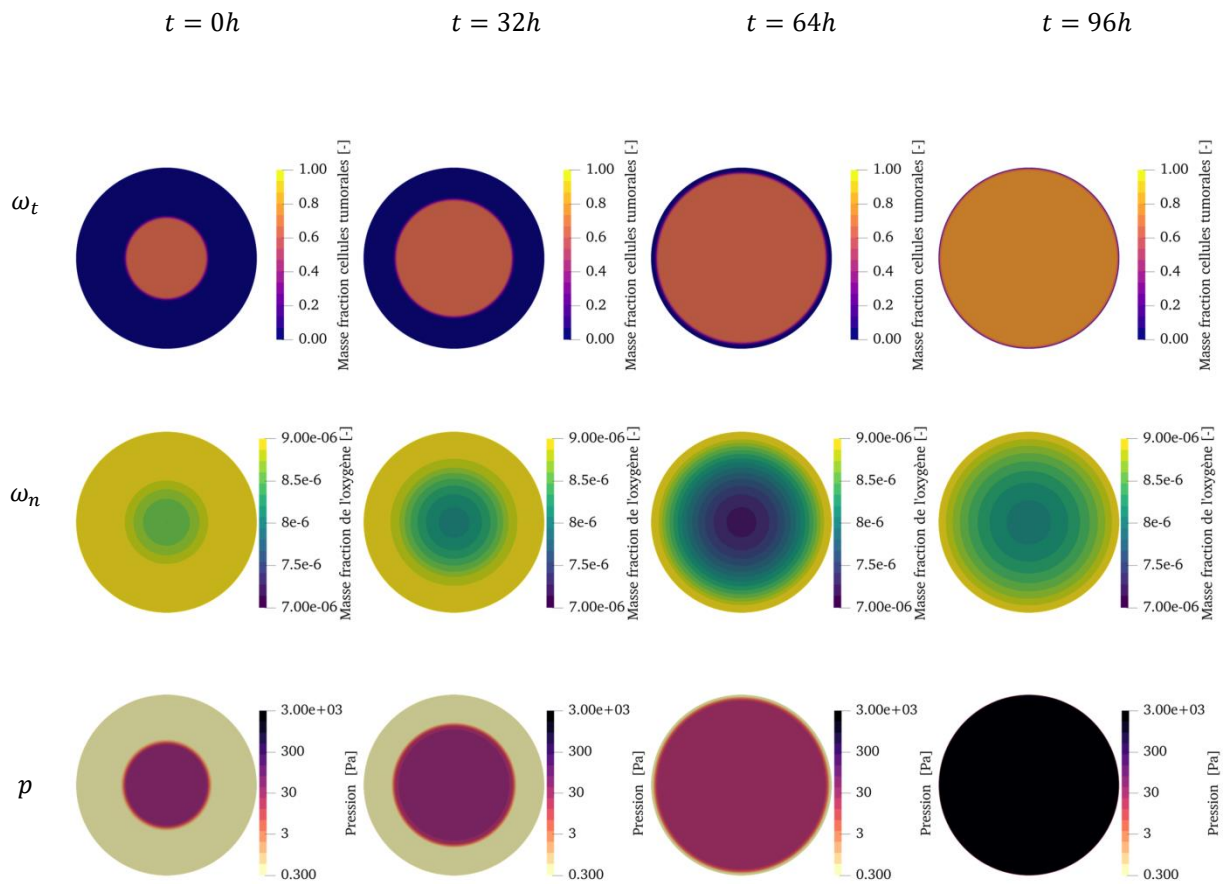 t = 0h
t = 32h
t = 64h
t = 96h
ω_t
1.00
0.8
0.6
0.4
0.2
0.00
Masse fraction cellules tumorales [-]
1.00
0.8
0.6
0.4
0.2
0.00
Masse fraction cellules tumorales [-]
1.00
0.8
0.6
0.4
0.2
0.00
Masse fraction cellules tumorales [-]
1.00
0.8
0.6
0.4
0.2
0.00
Masse fraction cellules tumorales [-]
ω_n
9.00e-06
8.5e-6
8e-6
7.5e-6
7.00e-06
Masse fraction de l'oxygène [-]
9.00e-06
8.5e-6
8e-6
7.5e-6
7.00e-06
Masse fraction de l'oxygène [-]
9.00e-06
8.5e-6
8e-6
7.5e-6
7.00e-06
Masse fraction de l'oxygène [-]
9.00e-06
8.5e-6
8e-6
7.5e-6
7.00e-06
Masse fraction de l'oxygène [-]
p
3.00e+03
300
30
3
0.300
Pression [Pa]
3.00e+03
300
30
3
0.300
Pression [Pa]
3.00e+03
300
30
3
0.300
Pression [Pa]
3.00e+03
300
30
3
0.300
Pression [Pa]